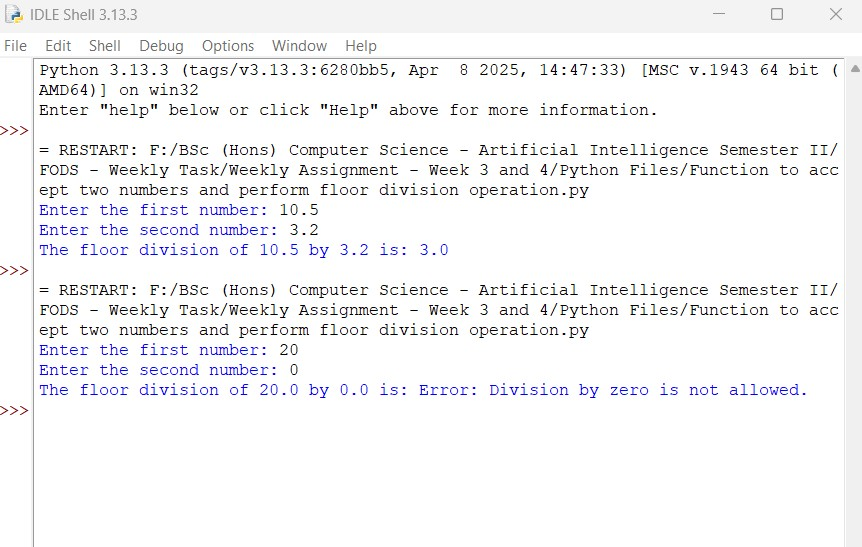 IDLE Shell 3.13.3
File Edit Shell Debug Options Window Help
Python 3.13.3 (tags/v3.13.3:6280bb5, Apr  8 2025, 14:47:33) [MSC v.1943 64 bit (
AMD64)] on win32
Enter "help" below or click "Help" above for more information.
>>>
= RESTART: F:/BSc (Hons) Computer Science - Artificial Intelligence Semester II/
FODS - Weekly Task/Weekly Assignment - Week 3 and 4/Python Files/Function to acc
ept two numbers and perform floor division operation.py
Enter the first number: 10.5
Enter the second number: 3.2
The floor division of 10.5 by 3.2 is: 3.0
>>>
= RESTART: F:/BSc (Hons) Computer Science - Artificial Intelligence Semester II/
FODS - Weekly Task/Weekly Assignment - Week 3 and 4/Python Files/Function to acc
ept two numbers and perform floor division operation.py
Enter the first number: 20
Enter the second number: 0
The floor division of 20.0 by 0.0 is: Error: Division by zero is not allowed.
>>>